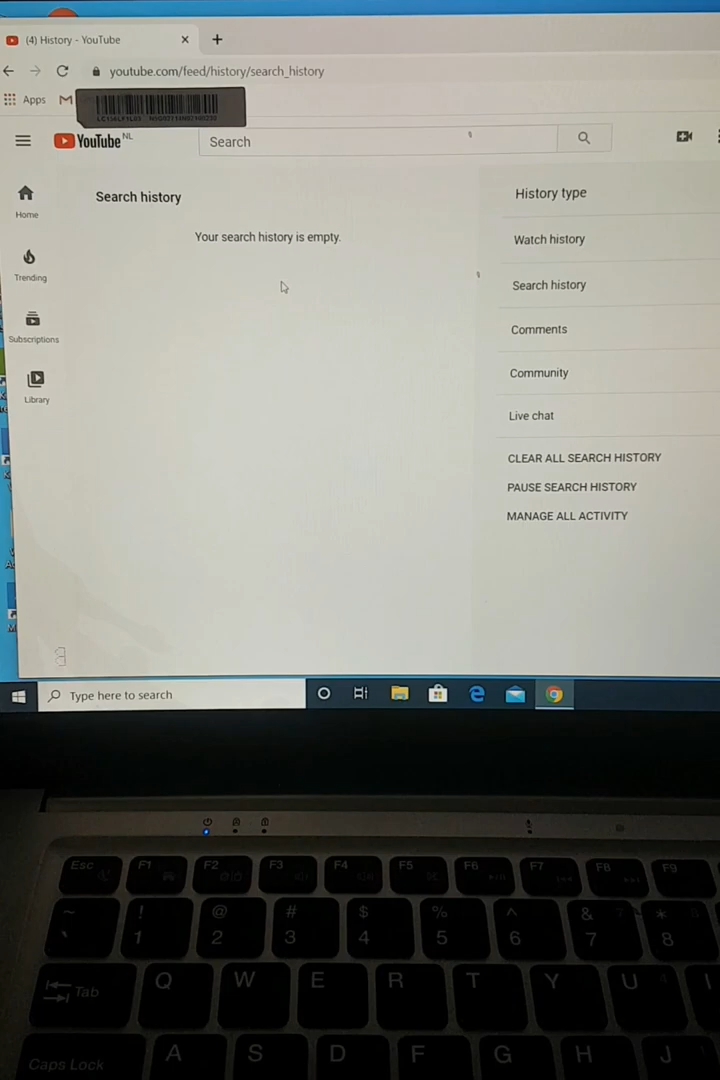 (4) History - YouTube
youtube.com/feed/history/search_history
Apps
YouTube NL
Search
Home
Trending
Subscriptions
Library
Search history
Your search history is empty.
History type
Watch history
Search history
Comments
Community
Live chat
CLEAR ALL SEARCH HISTORY
PAUSE SEARCH HISTORY
MANAGE ALL ACTIVITY
Type here to search
Esc F1 F2 F3 F4 F5 F6 F7 F8 F9
~ ! @ # $ % ^ & *
` 1 2 3 4 5 6 7 8
Tab Q W E R T Y U I
Caps Lock A S D F G H J